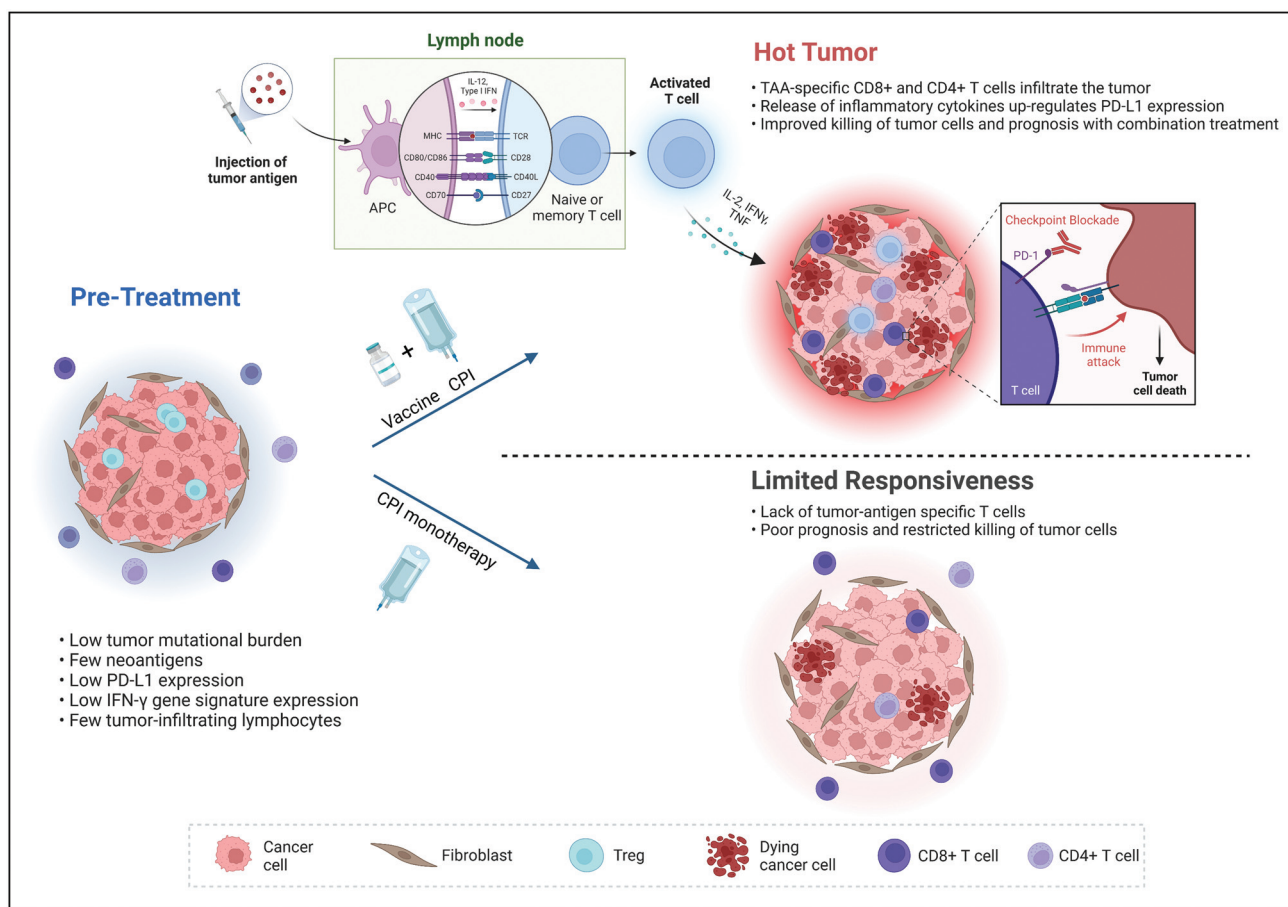 Lymph node
Injection of
tumor antigen
IL-12,
Type I IFN
MHC
TCR
CD80/CD86
CD28
CD40
CD40L
CD70
CD27
APC
Naive or
memory T cell
Activated
T cell
IL-2, IFNγ,
TNF
Hot Tumor
• TAA-specific CD8+ and CD4+ T cells infiltrate the tumor
• Release of inflammatory cytokines up-regulates PD-L1 expression
• Improved killing of tumor cells and prognosis with combination treatment
Checkpoint Blockade
PD-1
Immune
attack
T cell
Tumor
cell death
Pre-Treatment
+
Vaccine CPI
CPI monotherapy
• Low tumor mutational burden
• Few neoantigens
• Low PD-L1 expression
• Low IFN-γ gene signature expression
• Few tumor-infiltrating lymphocytes
Limited Responsiveness
• Lack of tumor-antigen specific T cells
• Poor prognosis and restricted killing of tumor cells
Cancer
cell
Fibroblast
Treg
Dying
cancer cell
CD8+ T cell
CD4+ T cell